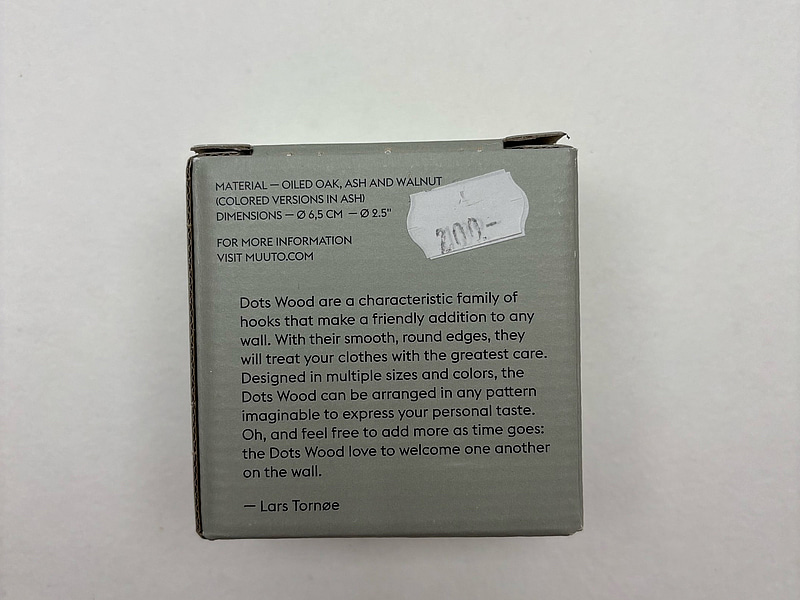 MATERIAL — OILED OAK, ASH AND WALNUT
(COLORED VERSIONS IN ASH)
DIMENSIONS — Ø 6,5 CM — Ø 2.5"
200.-
FOR MORE INFORMATION
VISIT MUUTO.COM
Dots Wood are a characteristic family of
hooks that make a friendly addition to any
wall. With their smooth, round edges, they
will treat your clothes with the greatest care.
Designed in multiple sizes and colors, the
Dots Wood can be arranged in any pattern
imaginable to express your personal taste.
Oh, and feel free to add more as time goes:
the Dots Wood love to welcome one another
on the wall.
— Lars Tornøe